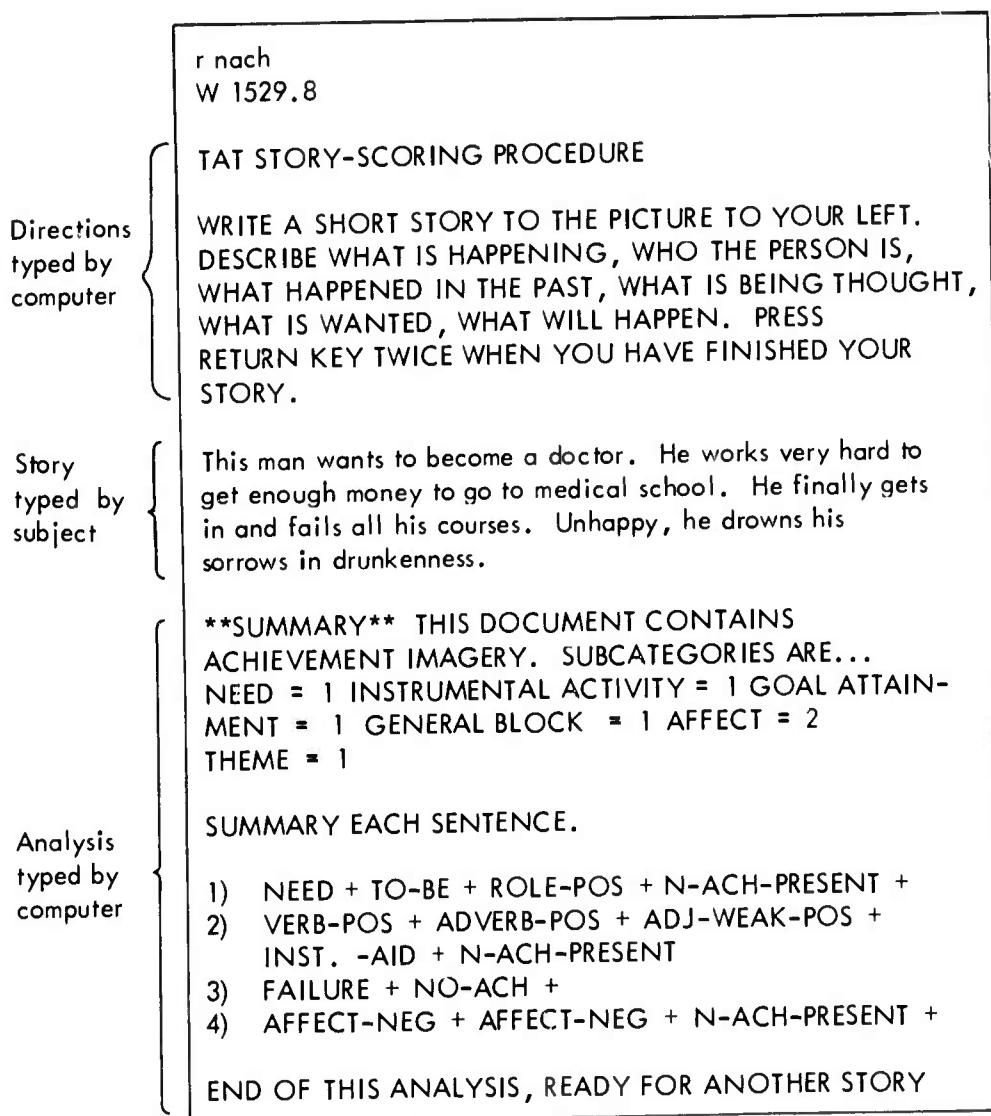 r nach
W 1529.8
TAT STORY-SCORING PROCEDURE
Directions
typed by
computer
WRITE A SHORT STORY TO THE PICTURE TO YOUR LEFT.
DESCRIBE WHAT IS HAPPENING, WHO THE PERSON IS,
WHAT HAPPENED IN THE PAST, WHAT IS BEING THOUGHT,
WHAT IS WANTED, WHAT WILL HAPPEN. PRESS
RETURN KEY TWICE WHEN YOU HAVE FINISHED YOUR
STORY.
Story
typed by
subject
This man wants to become a doctor. He works very hard to
get enough money to go to medical school. He finally gets
in and fails all his courses. Unhappy, he drowns his
sorrows in drunkenness.
Analysis
typed by
computer
**SUMMARY** THIS DOCUMENT CONTAINS
ACHIEVEMENT IMAGERY. SUBCATEGORIES ARE...
NEED = 1 INSTRUMENTAL ACTIVITY = 1 GOAL ATTAIN-
MENT = 1 GENERAL BLOCK = 1 AFFECT = 2
THEME = 1
SUMMARY EACH SENTENCE.
1) NEED + TO-BE + ROLE-POS + N-ACH-PRESENT +
2) VERB-POS + ADVERB-POS + ADJ-WEAK-POS +
INST. -AID + N-ACH-PRESENT
3) FAILURE + NO-ACH +
4) AFFECT-NEG + AFFECT-NEG + N-ACH-PRESENT +
END OF THIS ANALYSIS, READY FOR ANOTHER STORY